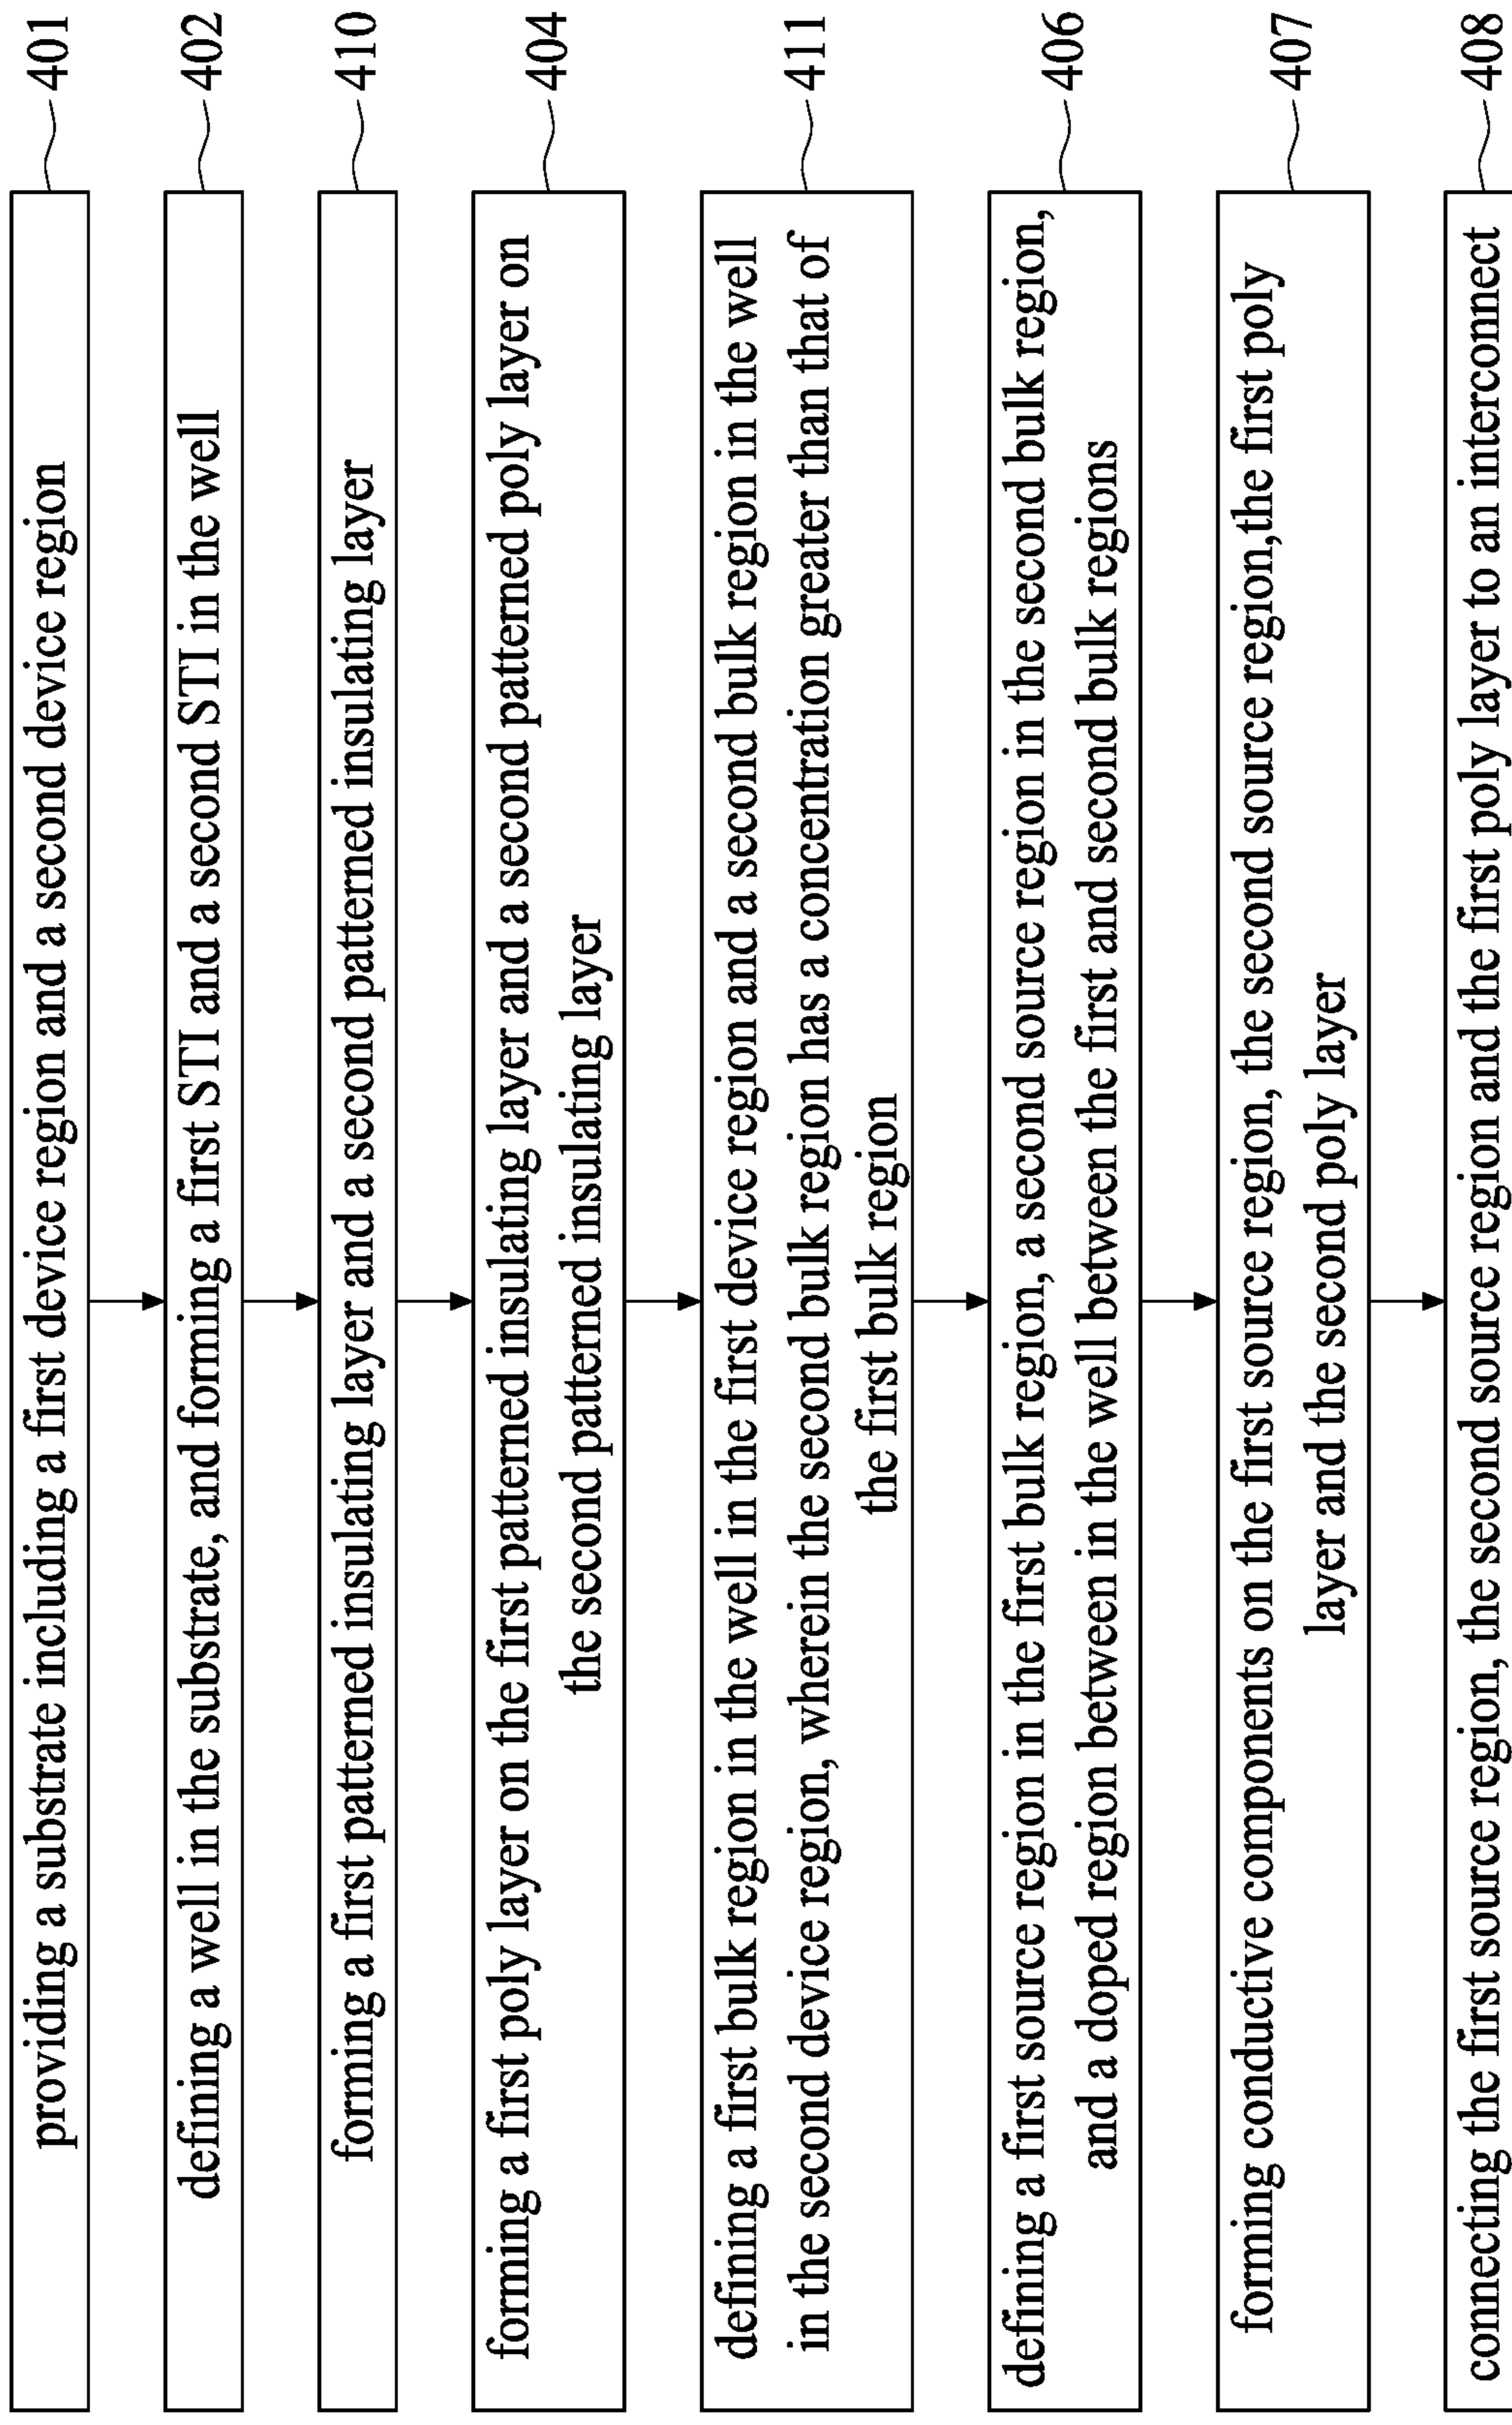 providing a substrate including a first device region and a second device region
401
defining a well in the substrate, and forming a first STI and a second STI in the well
402
forming a first patterned insulating layer and a second patterned insulating layer
410
forming a first poly layer on the first patterned insulating layer and a second patterned poly layer on
the second patterned insulating layer
404
defining a first bulk region in the well in the first device region and a second bulk region in the well
in the second device region, wherein the second bulk region has a concentration greater than that of
the first bulk region
411
defining a first source region in the first bulk region, a second source region in the second bulk region,
and a doped region between in the well between the first and second bulk regions
406
forming conductive components on the first source region, the second source region,the first poly
layer and the second poly layer
407
connecting the first source region, the second source region and the first poly layer to an interconnect
408